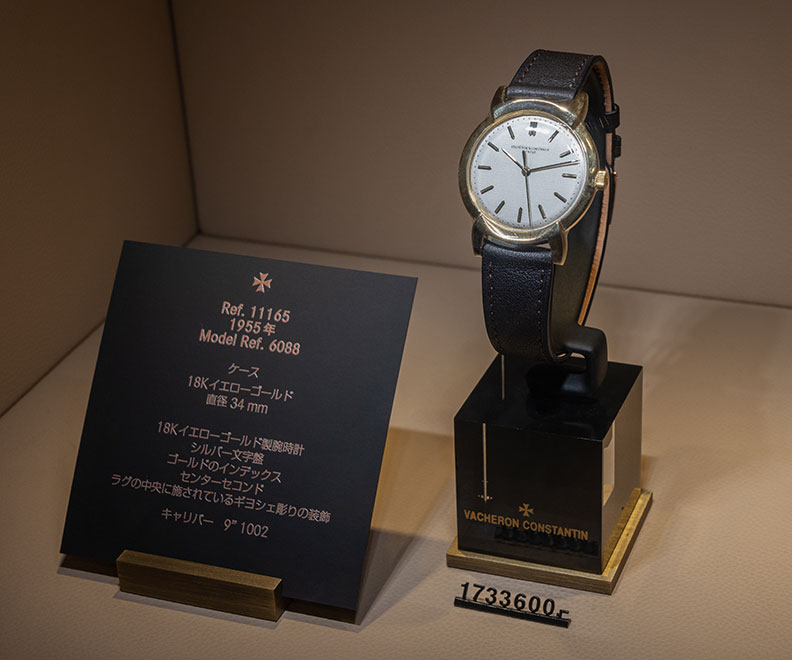 Ref. 11165
1955年
Model Ref. 6088
ケース
18Kイエローゴールド
直径 34 mm
18Kイエローゴールド製腕時計
シルバー文字盤
ゴールドのインデックス
センターセコンド
ラグの中央に施されているギヨシェ彫りの装飾
キャリバー 9''' 1002
VACHERON CONSTANTIN
1733600.-